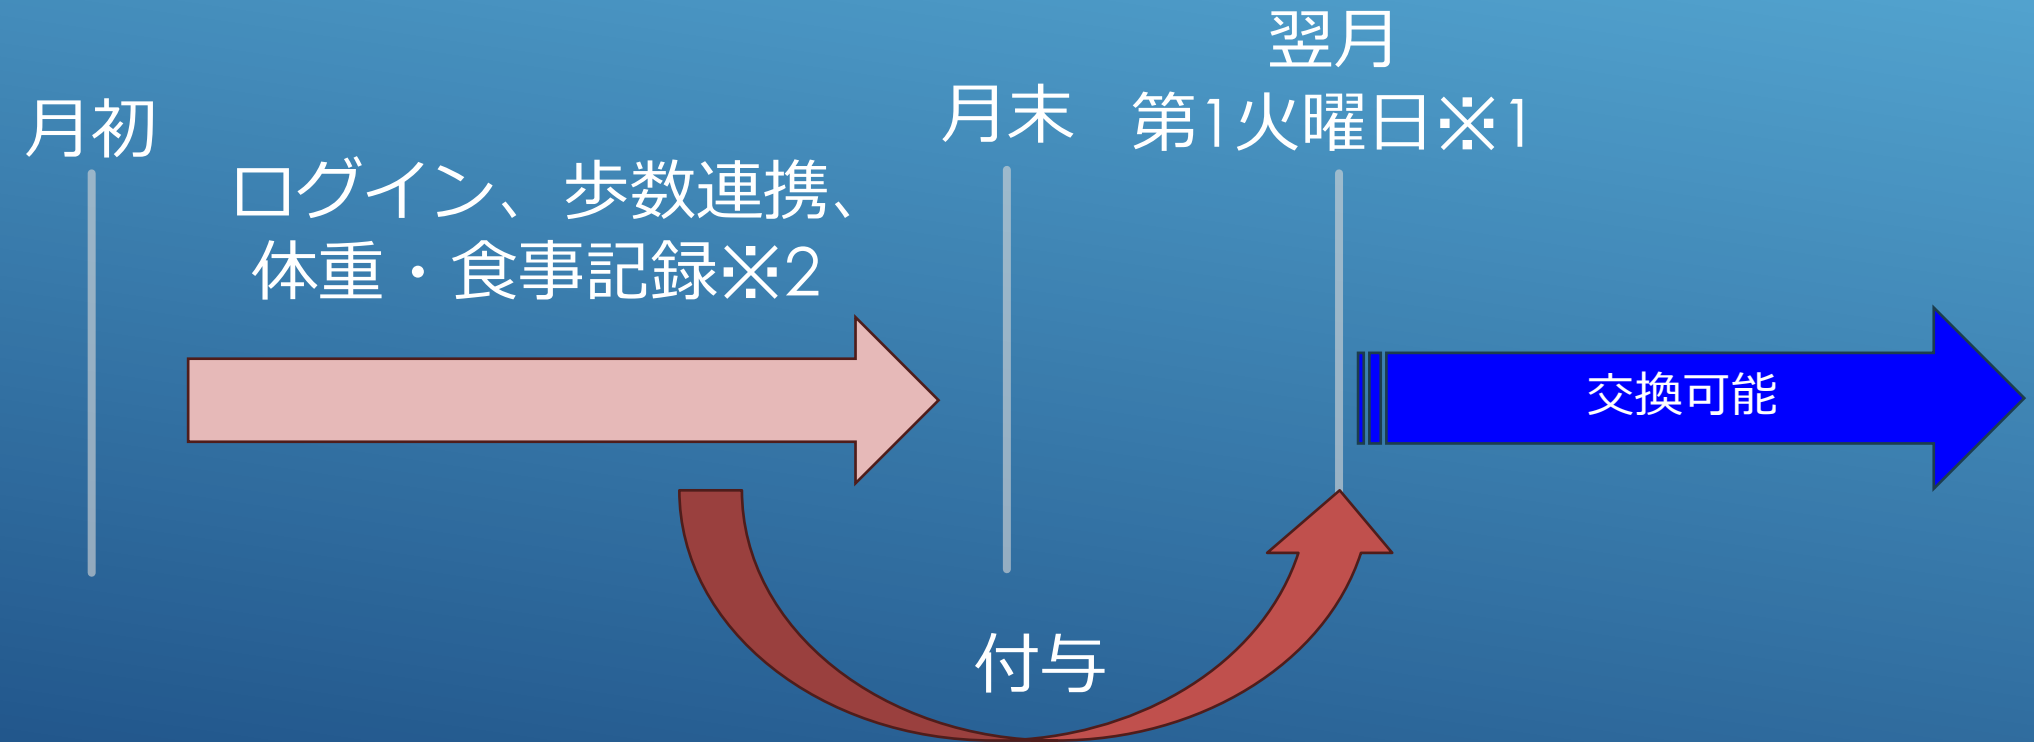 月初
ログイン、歩数連携、
体重・食事記録※2
月末
翌月
第1火曜日※1
交換可能
付与